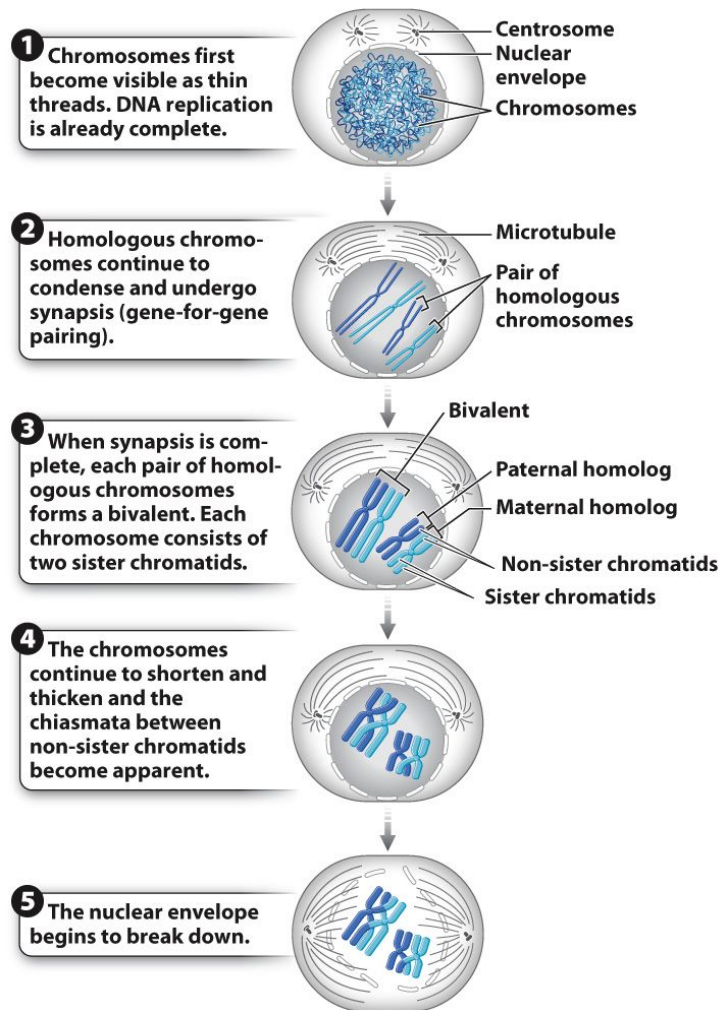 1 Chromosomes first
become visible as thin
threads. DNA replication
is already complete.
Centrosome
Nuclear
envelope
Chromosomes
2 Homologous chromo-
somes continue to
condense and undergo
synapsis (gene-for-gene
pairing).
Microtubule
Pair of
homologous
chromosomes
3 When synapsis is com-
plete, each pair of homol-
ogous chromosomes
forms a bivalent. Each
chromosome consists of
two sister chromatids.
Bivalent
Paternal homolog
Maternal homolog
Non-sister chromatids
Sister chromatids
4 The chromosomes
continue to shorten and
thicken and the
chiasmata between
non-sister chromatids
become apparent.
5 The nuclear envelope
begins to break down.